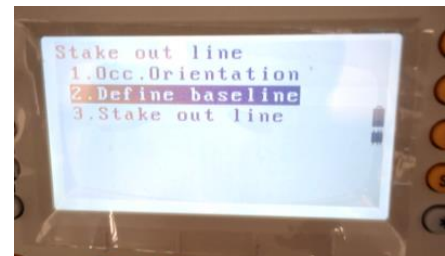 Stake out line
1.Occ.Orientation
2.Define baseline
3.Stake out line